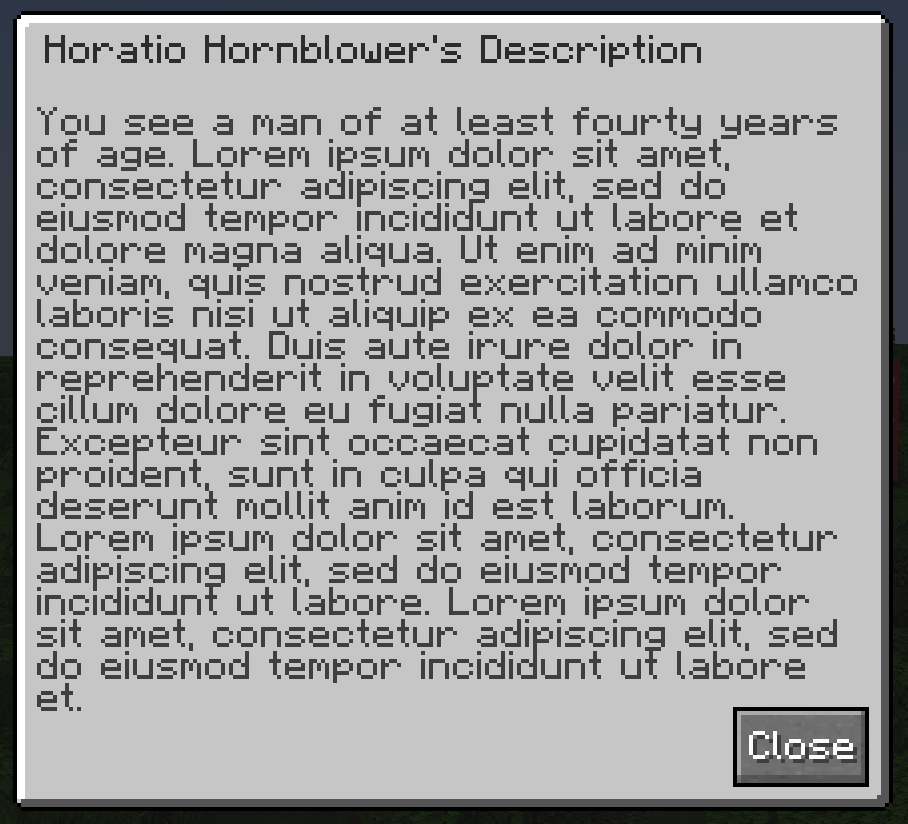 Horatio Hornblower's Description
You see a man of at least fourty years
of age. Lorem ipsum dolor sit amet,
consectetur adipiscing elit, sed do
eiusmod tempor incididunt ut labore et
dolore magna aliqua. Ut enim ad minim
veniam, quis nostrud exercitation ullamco
laboris nisi ut aliquip ex ea commodo
consequat. Duis aute irure dolor in
reprehenderit in voluptate velit esse
cillum dolore eu fugiat nulla pariatur.
Excepteur sint occaecat cupidatat non
proident, sunt in culpa qui officia
deserunt mollit anim id est laborum.
Lorem ipsum dolor sit amet, consectetur
adipiscing elit, sed do eiusmod tempor
incididunt ut labore. Lorem ipsum dolor
sit amet, consectetur adipiscing elit, sed
do eiusmod tempor incididunt ut labore
et.
Close